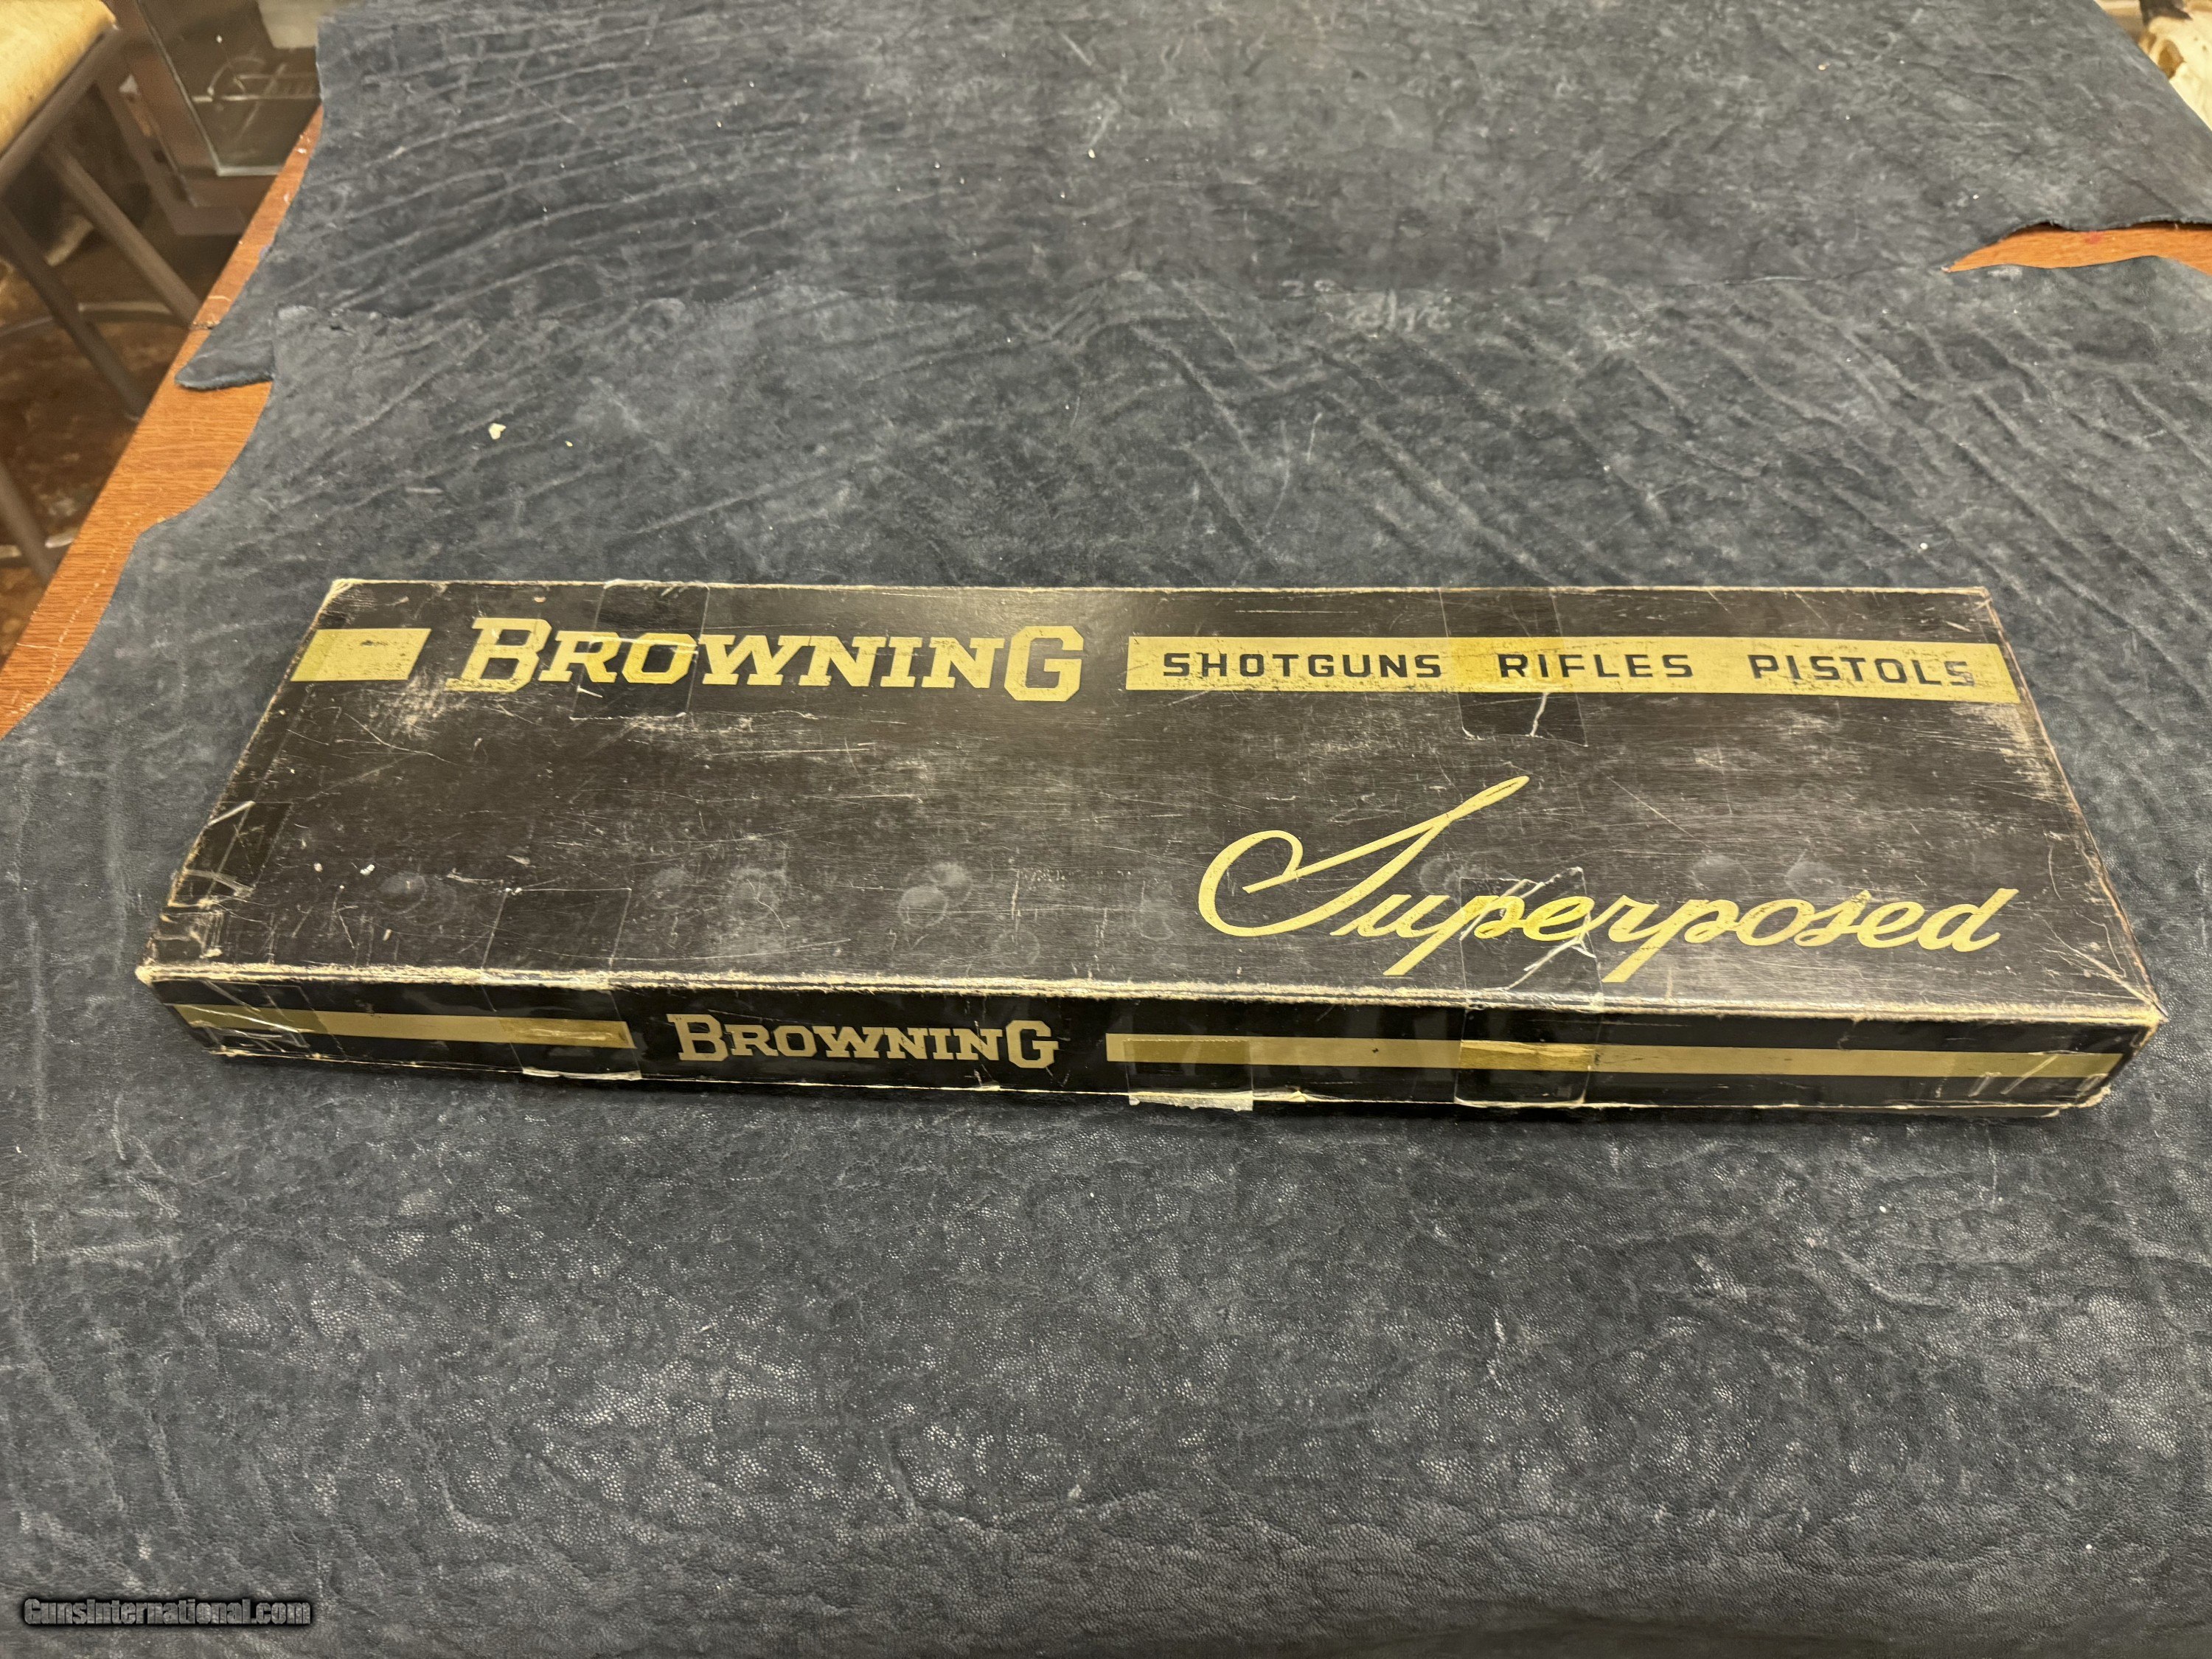 BROWNING SHOTGUNS RIFLES PISTOLS
Superposed
BROWNING
GunsInternational.com